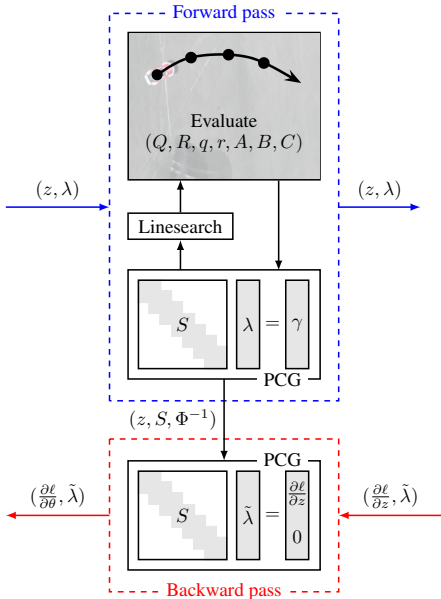 Forward pass
Evaluate
(Q, R, q, r, A, B, C)
(z, λ)
(z, λ)
Linesearch
S λ = γ
PCG
(z, S, Φ⁻¹)
PCG
(∂ℓ/∂θ, λ̃)
S λ̃ = ∂ℓ/∂z
0
(∂ℓ/∂z, λ̃)
Backward pass